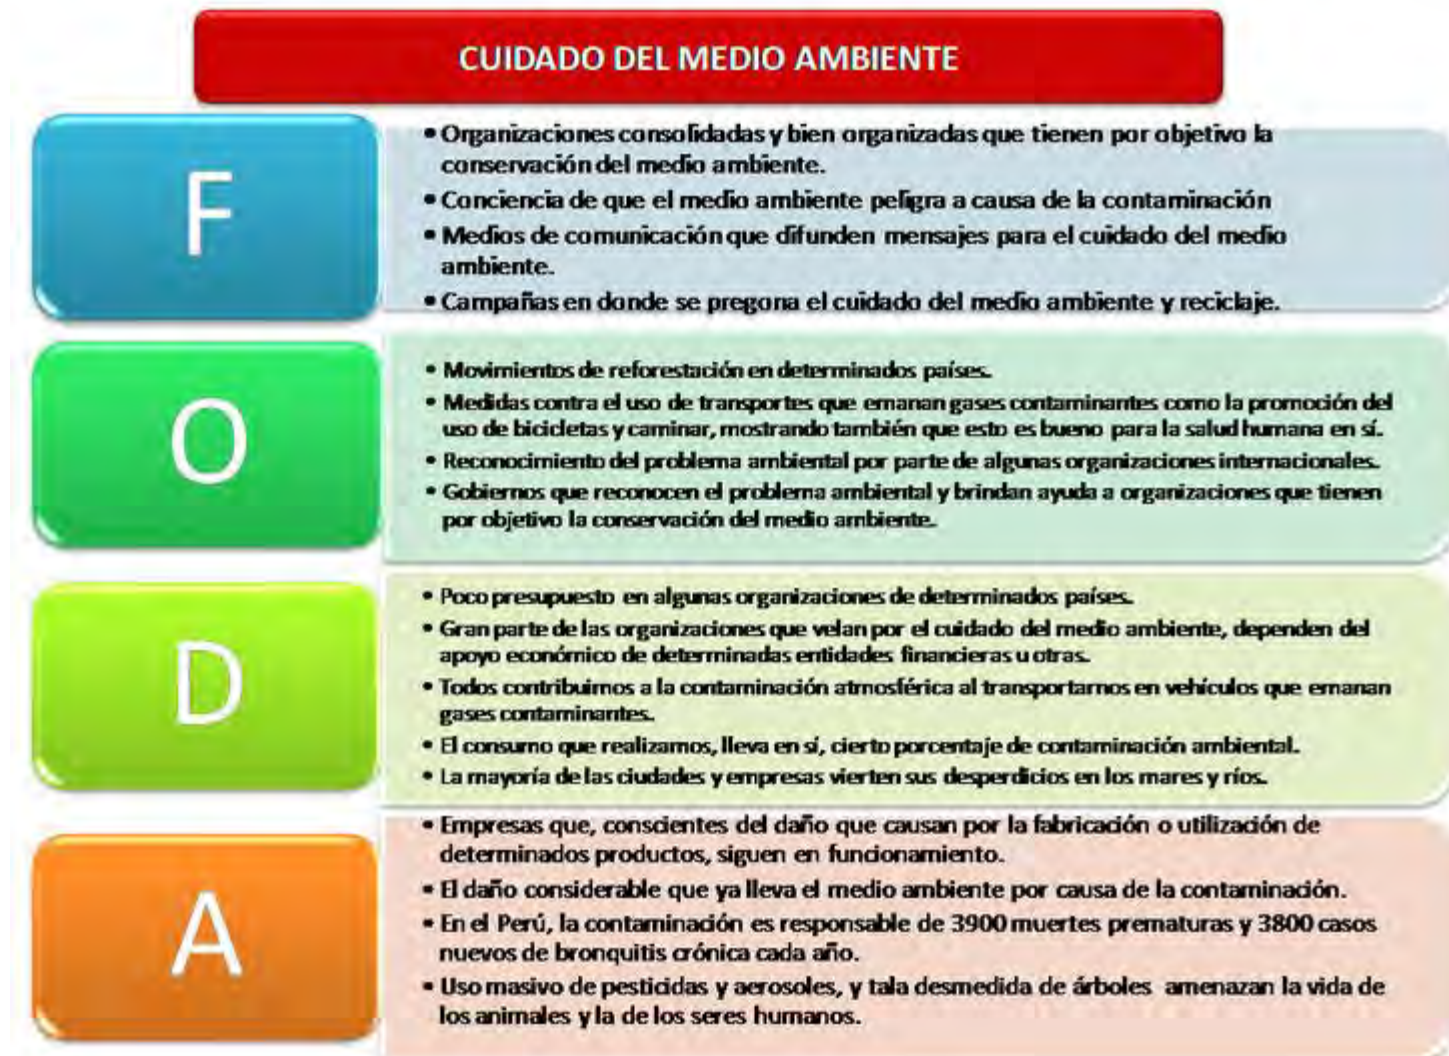 CUIDADO DEL MEDIO AMBIENTE
F
• Organizaciones consolidadas y bien organizadas que tienen por objetivo la
conservación del medio ambiente.
• Conciencia de que el medio ambiente peligra a causa de la contaminación
• Medios de comunicación que difunden mensajes para el cuidado del medio
ambiente.
• Campañas en donde se pregona el cuidado del medio ambiente y reciclaje.
O
• Movimientos de reforestación en determinados países.
• Medidas contra el uso de transportes que emanan gases contaminantes como la promoción del
uso de bicicletas y caminar, mostrando también que esto es bueno para la salud humana en sí.
• Reconocimiento del problema ambiental por parte de algunas organizaciones internacionales.
• Gobiernos que reconocen el problema ambiental y brindan ayuda a organizaciones que tienen
por objetivo la conservación del medio ambiente.
D
• Poco presupuesto en algunas organizaciones de determinados países.
• Gran parte de las organizaciones que velan por el cuidado del medio ambiente, dependen del
apoyo económico de determinadas entidades financieras u otras.
• Todos contribuimos a la contaminación atmosférica al transportarnos en vehículos que emanan
gases contaminantes.
• El consumo que realizamos, lleva en sí, cierto porcentaje de contaminación ambiental.
• La mayoría de las ciudades y empresas vierten sus desperdicios en los mares y ríos.
A
• Empresas que, conscientes del daño que causan por la fabricación o utilización de
determinados productos, siguen en funcionamiento.
• El daño considerable que ya lleva el medio ambiente por causa de la contaminación.
• En el Perú, la contaminación es responsable de 3900 muertes prematuras y 3800 casos
nuevos de bronquitis crónica cada año.
• Uso masivo de pesticidas y aerosoles, y tala desmedida de árboles amenazan la vida de
los animales y la de los seres humanos.